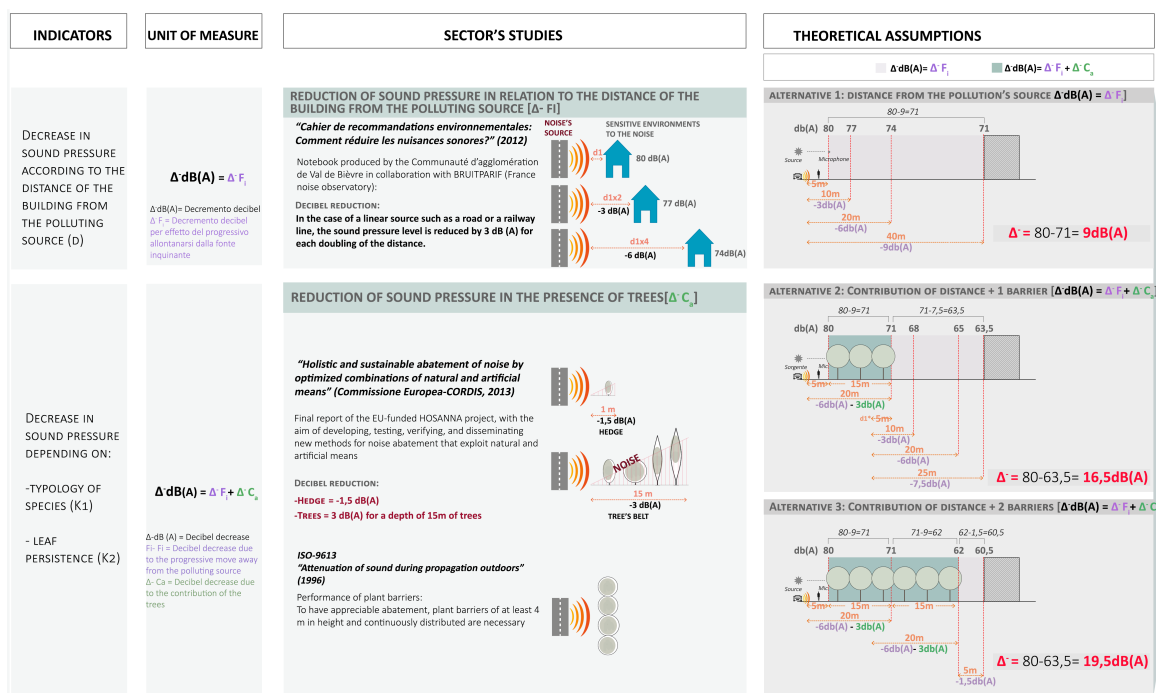 INDICATORS
UNIT OF MEASURE
SECTOR'S STUDIES
THEORETICAL ASSUMPTIONS
Δ-dB(A)= Δ- Fi
Δ-dB(A)= Δ- Fi + Δ- Ca
DECREASE IN
SOUND PRESSURE
ACCORDING TO THE
DISTANCE OF THE
BUILDING FROM
THE POLLUTING
SOURCE (D)
Δ-dB(A) = Δ- Fi
Δ-dB(A)= Decremento decibel
Δ- Fi = Decremento decibel
per effetto del progressivo
allontanarsi dalla fonte
inquinante
REDUCTION OF SOUND PRESSURE IN RELATION TO THE DISTANCE OF THE
BUILDING FROM THE POLLUTING SOURCE [Δ- FI]
"Cahier de recommandations environnementales:
Comment réduire les nuisances sonores?" (2012)
Notebook produced by the Communauté d'agglomération
de Val de Bièvre in collaboration with BRUITPARIF (France
noise observatory):
DECIBEL REDUCTION:
In the case of a linear source such as a road or a railway
line, the sound pressure level is reduced by 3 dB (A) for
each doubling of the distance.
NOISE'S
SOURCE
SENSITIVE ENVIRONMENTS
TO THE NOISE
d1
80 dB(A)
d1x2
-3 dB(A)
77 dB(A)
d1x4
-6 dB(A)
74dB(A)
ALTERNATIVE 1: DISTANCE FROM THE POLLUTION'S SOURCE Δ-dB(A) = Δ- Fi]
80-9=71
db(A) 80 77 74 71
Source
Microphone
5m
10m
-3db(A)
20m
-6db(A)
40m
-9db(A)
Δ- = 80-71= 9dB(A)
DECREASE IN
SOUND PRESSURE
DEPENDING ON:
-TYPOLOGY OF
SPECIES (K1)
- LEAF
PERSISTENCE (K2)
Δ-dB(A) = Δ- Fi + Δ- Ca
Δ-dB (A) = Decibel decrease
Fi- Fi = Decibel decrease due
to the progressive move away
from the polluting source
Δ- Ca = Decibel decrease due
to the contribution of the
trees
REDUCTION OF SOUND PRESSURE IN THE PRESENCE OF TREES[Δ- Ca]
"Holistic and sustainable abatement of noise by
optimized combinations of natural and artificial
means" (Commissione Europea-CORDIS, 2013)
Final report of the EU-funded HOSANNA project, with the
aim of developing, testing, verifying, and disseminating
new methods for noise abatement that exploit natural and
artificial means
DECIBEL REDUCTION:
-HEDGE = -1,5 dB(A)
-TREES = 3 dB(A) for a depth of 15m of trees
1 m
-1,5 dB(A)
HEDGE
NOISE
15 m
-3 dB(A)
TREE'S BELT
ISO-9613
"Attenuation of sound during propagation outdoors"
(1996)
Performance of plant barriers:
To have appreciable abatement, plant barriers of at least 4
m in height and continuously distributed are necessary
ALTERNATIVE 2: CONTRIBUTION OF DISTANCE + 1 BARRIER [Δ-dB(A) = Δ- Fi + Δ- Ca]
80-9=71 71-7,5=63,5
db(A) 80 71 68 65 63,5
Sorgente
Mic
5m 15m
20m
-6db(A) - 3db(A)
d1* 5m
10m
-3db(A)
20m
-6db(A)
25m
-7,5db(A)
Δ- = 80-63,5= 16,5dB(A)
ALTERNATIVE 3: CONTRIBUTION OF DISTANCE + 2 BARRIERS [Δ-dB(A) = Δ- Fi + Δ- C
80-9=71 71-9=62 62-1,5=60,5
db(A) 80 71 62 60,5
Source
Mic
5m 15m 15m
20m
-6db(A) - 3db(A)
20m
-6db(A)- 3db(A)
5m
-1,5db(A)
Δ- = 80-63,5= 19,5dB(A)